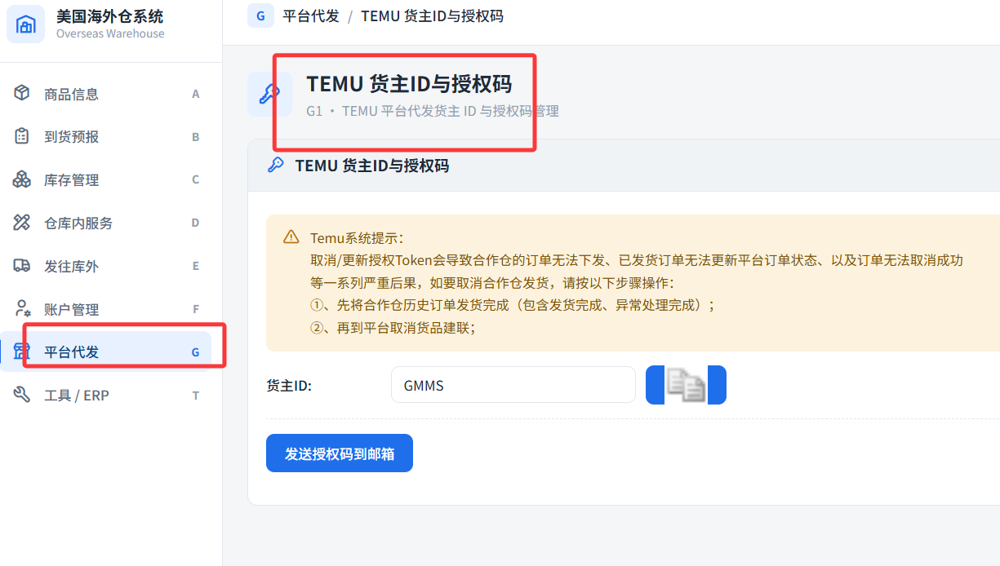 美国海外仓系统
Overseas Warehouse
商品信息 A
到货预报 B
库存管理 C
仓库内服务 D
发往库外 E
账户管理 F
平台代发 G
工具 / ERP T
G 平台代发 / TEMU 货主ID与授权码
TEMU 货主ID与授权码
G1 • TEMU 平台代发货主 ID 与授权码管理
TEMU 货主ID与授权码
Temu系统提示：
取消/更新授权Token会导致合作仓的订单无法下发、已发货订单无法更新平台订单状态、以及订单无法取消成功
等一系列严重后果，如要取消合作仓发货，请按以下步骤操作：
①、先将合作仓历史订单发货完成（包含发货完成、异常处理完成）；
②、再到平台取消货品建联；
货主ID: GMMS
发送授权码到邮箱